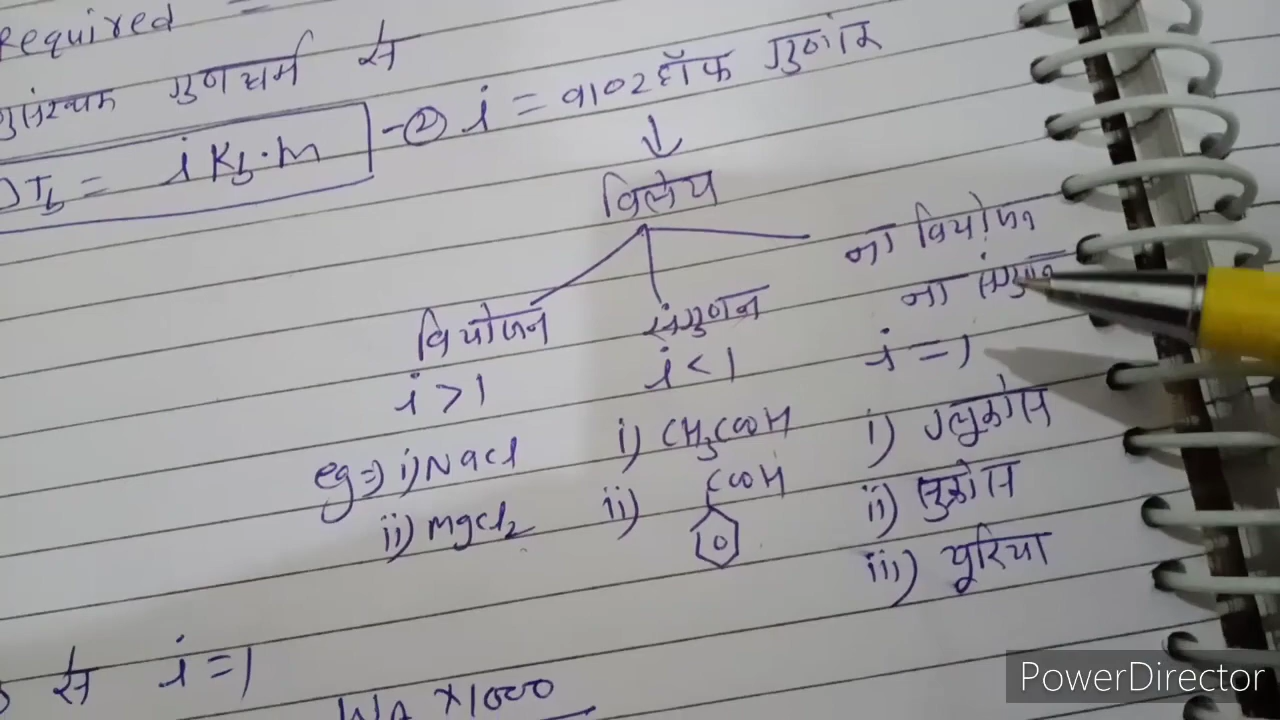 Required =
गुणधर्म से
ΔTb = i Kb.m -② i = वान्टहॉफ गुणांक
↓
विलेय
वियोजन संगुणन ना वियोजन
ना संगुणन
i > 1 i < 1 i = 1
eg => i) NaCl i) CH3COOH i) ग्लूकोस
ii) MgCl2 ii) COOH ii) सुक्रोस
iii) यूरिया
से i = 1
WA × 1000
PowerDirector